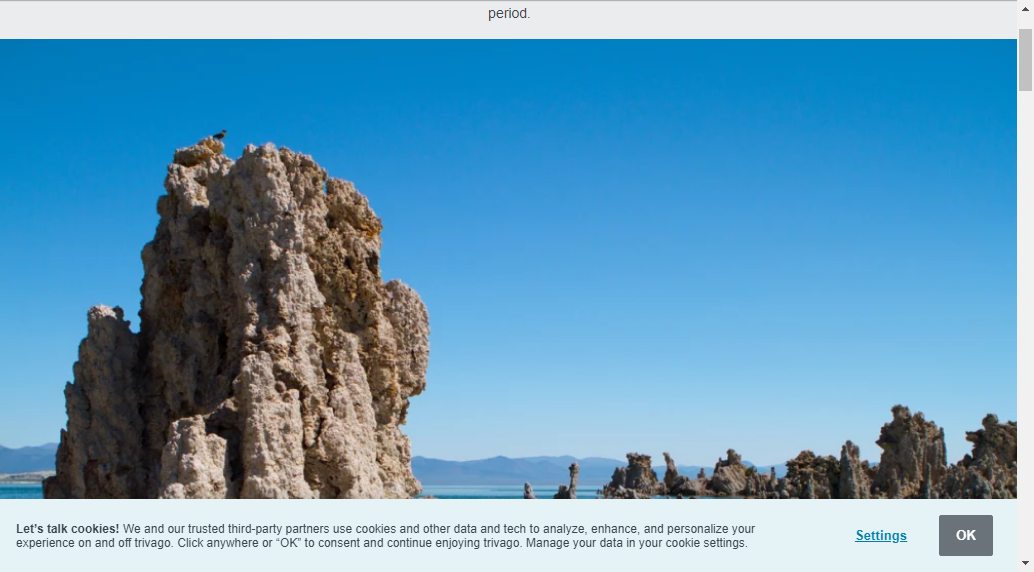 period.
Let's talk cookies! We and our trusted third-party partners use cookies and other data and tech to analyze, enhance, and personalize your
experience on and off trivago. Click anywhere or “OK” to consent and continue enjoying trivago. Manage your data in your cookie settings.
Settings
OK